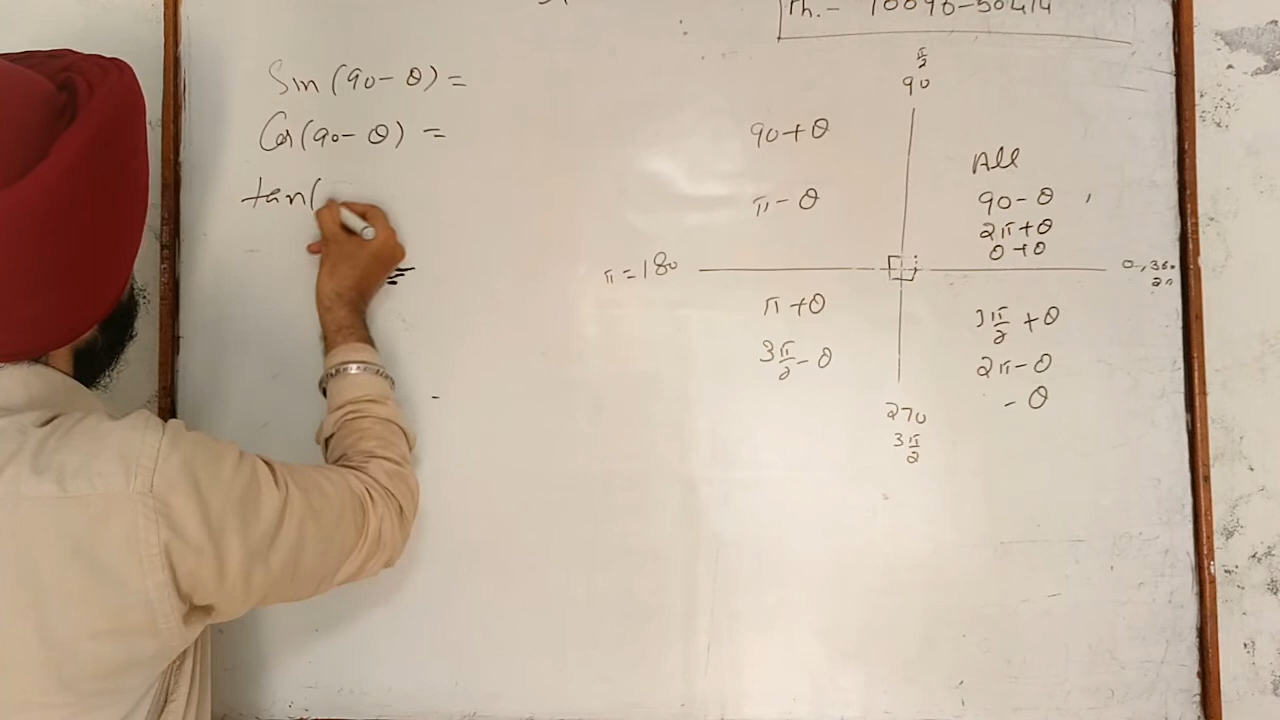 Ph.- 70096-50414
Sin (90-θ) =
Cos (90-θ) =
tan(
π/2
90
90+θ
π-θ
All
90-θ ,
2π+θ
0+θ
π=180
0,360
2π
π+θ
3π/2-θ
3π/2+θ
2π-θ
-θ
270
3π/2